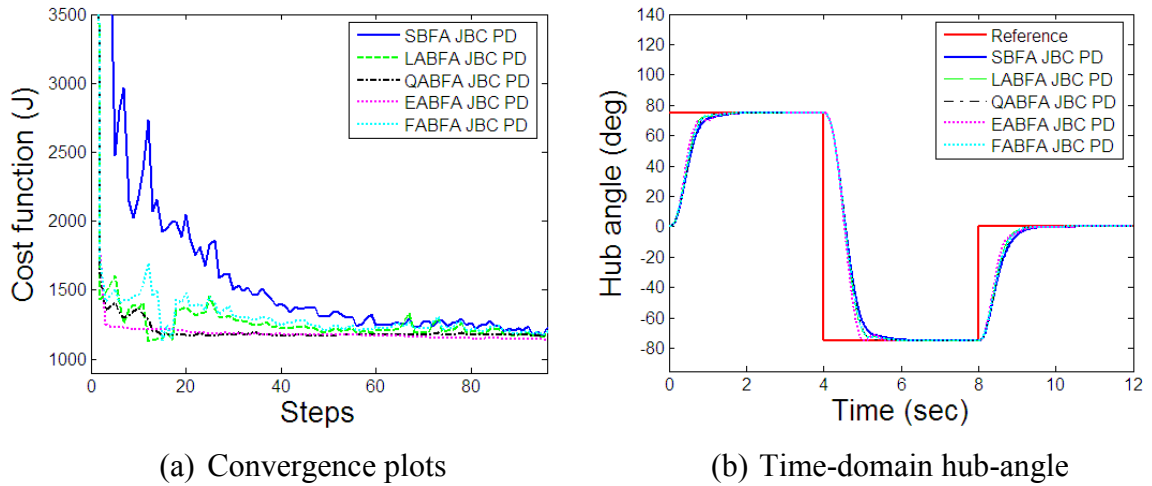 3500
3000
2500
2000
1500
1000
0
20
40
60
80
Cost function (J)
Steps
SBFA JBC PD
LABFA JBC PD
QABFA JBC PD
EABFA JBC PD
FABFA JBC PD
(a) Convergence plots
140
120
100
80
60
40
20
0
-20
-40
-60
-80
0
2
4
6
8
10
12
Hub angle (deg)
Time (sec)
Reference
SBFA JBC PD
LABFA JBC PD
QABFA JBC PD
EABFA JBC PD
FABFA JBC PD
(b) Time-domain hub-angle